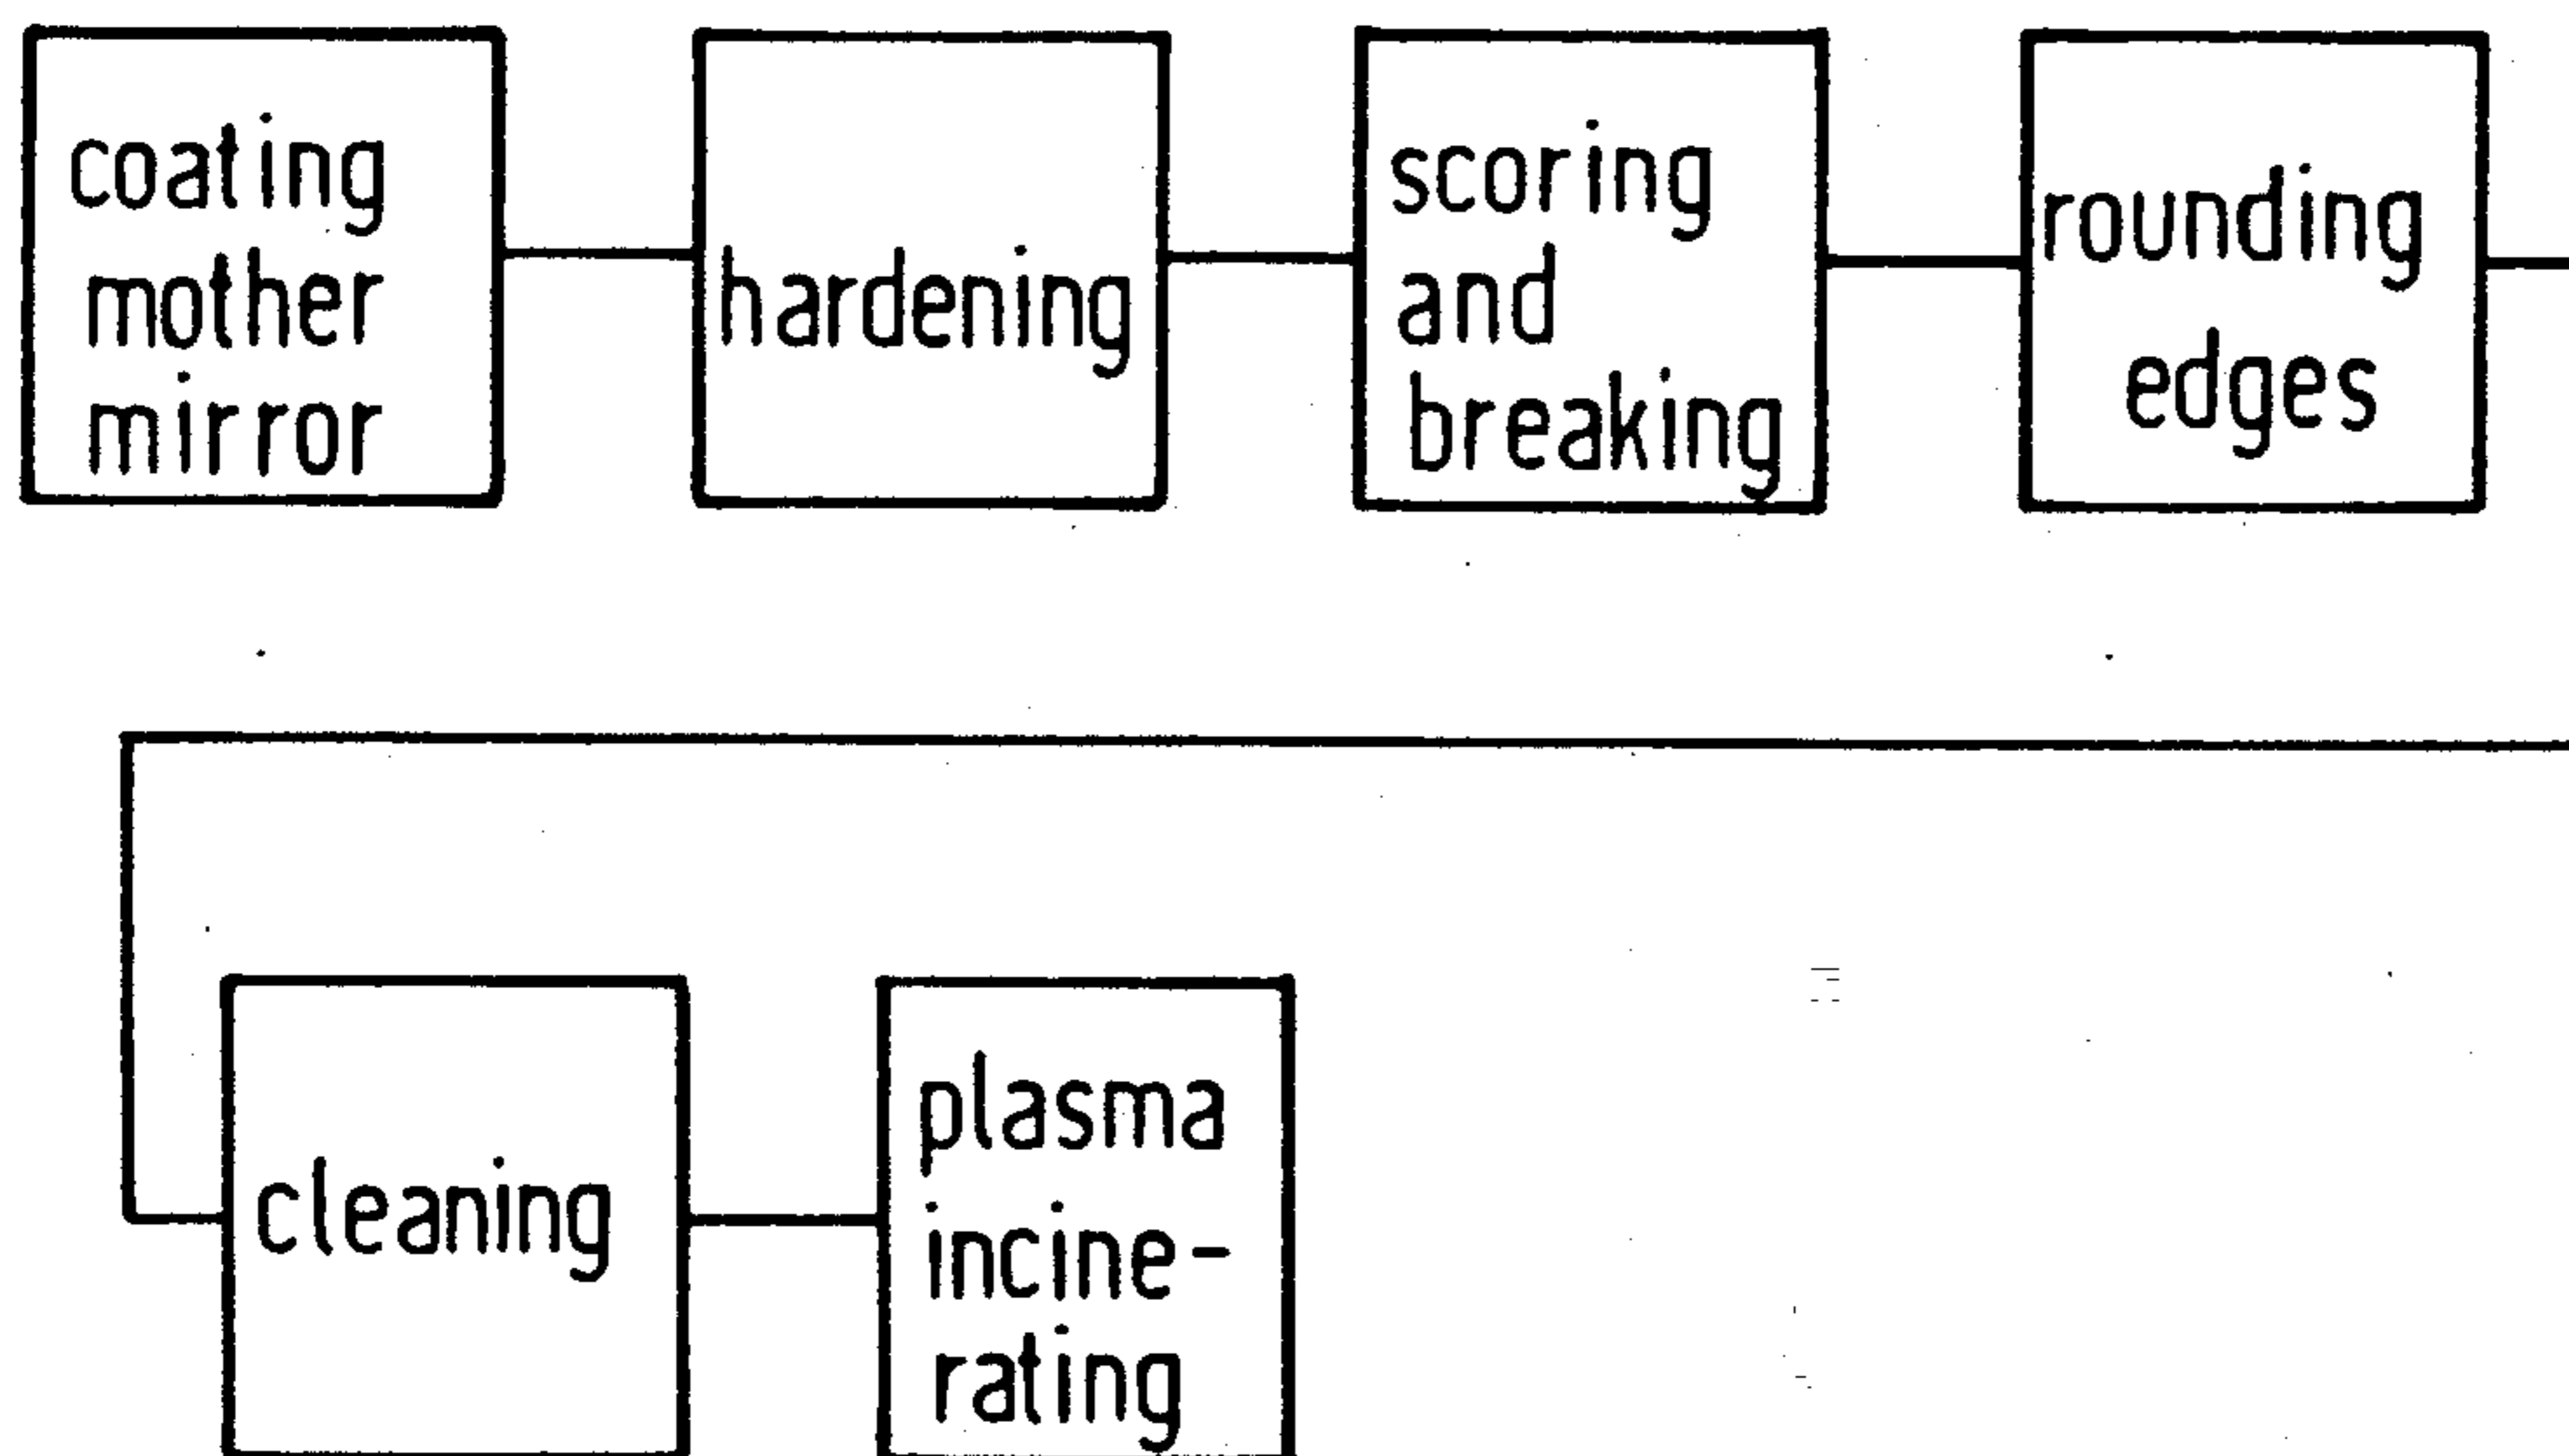 coating
mother
mirror
hardening
scoring
and
breaking
rounding
edges
cleaning
plasma
incine-
rating